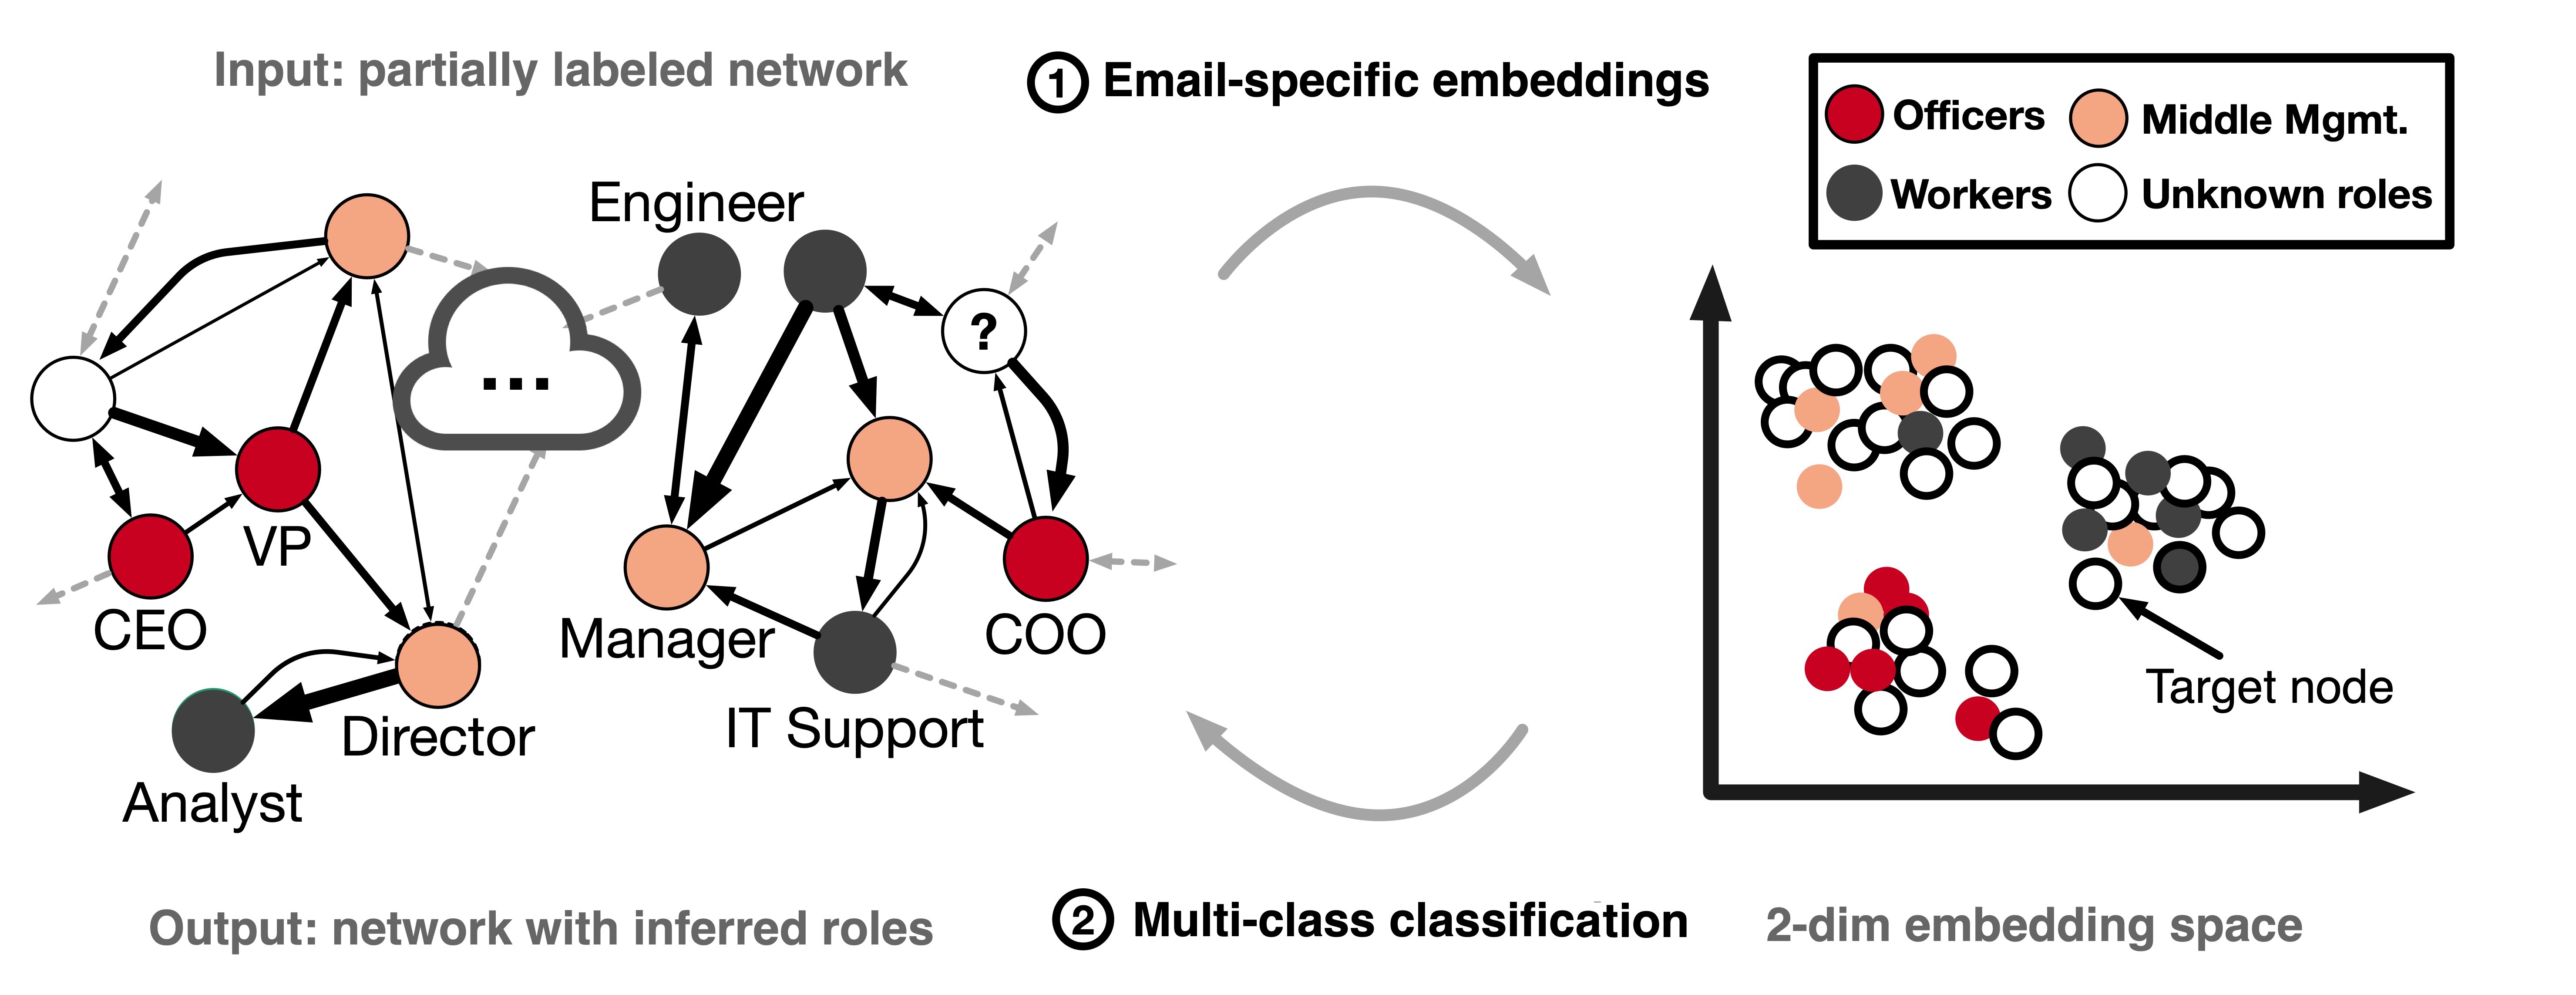 Input: partially labeled network
1 Email-specific embeddings
Officers
Middle Mgmt.
Workers
Unknown roles
Engineer
...
?
VP
CEO
Manager
COO
IT Support
Director
Analyst
Target node
Output: network with inferred roles
2 Multi-class classification
2-dim embedding space